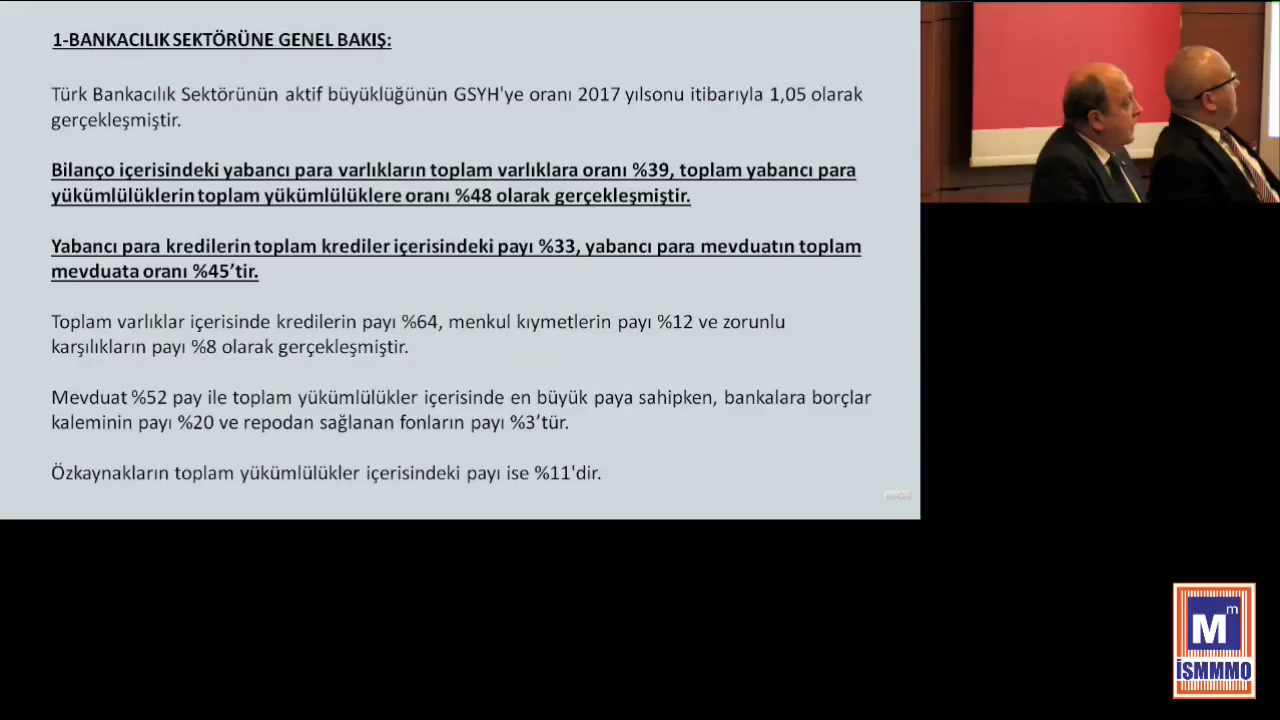 1-BANKACILIK SEKTÖRÜNE GENEL BAKIŞ:
Türk Bankacılık Sektörünün aktif büyüklüğünün GSYH'ye oranı 2017 yılsonu itibarıyla 1,05 olarak
gerçekleşmiştir.
Bilanço içerisindeki yabancı para varlıkların toplam varlıklara oranı %39, toplam yabancı para
yükümlülüklerin toplam yükümlülüklere oranı %48 olarak gerçekleşmiştir.
Yabancı para kredilerin toplam krediler içerisindeki payı %33, yabancı para mevduatın toplam
mevduata oranı %45’tir.
Toplam varlıklar içerisinde kredilerin payı %64, menkul kıymetlerin payı %12 ve zorunlu
karşılıkların payı %8 olarak gerçekleşmiştir.
Mevduat %52 pay ile toplam yükümlülükler içerisinde en büyük paya sahipken, bankalara borçlar
kaleminin payı %20 ve repodan sağlanan fonların payı %3’tür.
Özkaynakların toplam yükümlülükler içerisindeki payı ise %11'dir.
Mm
İSMMMO